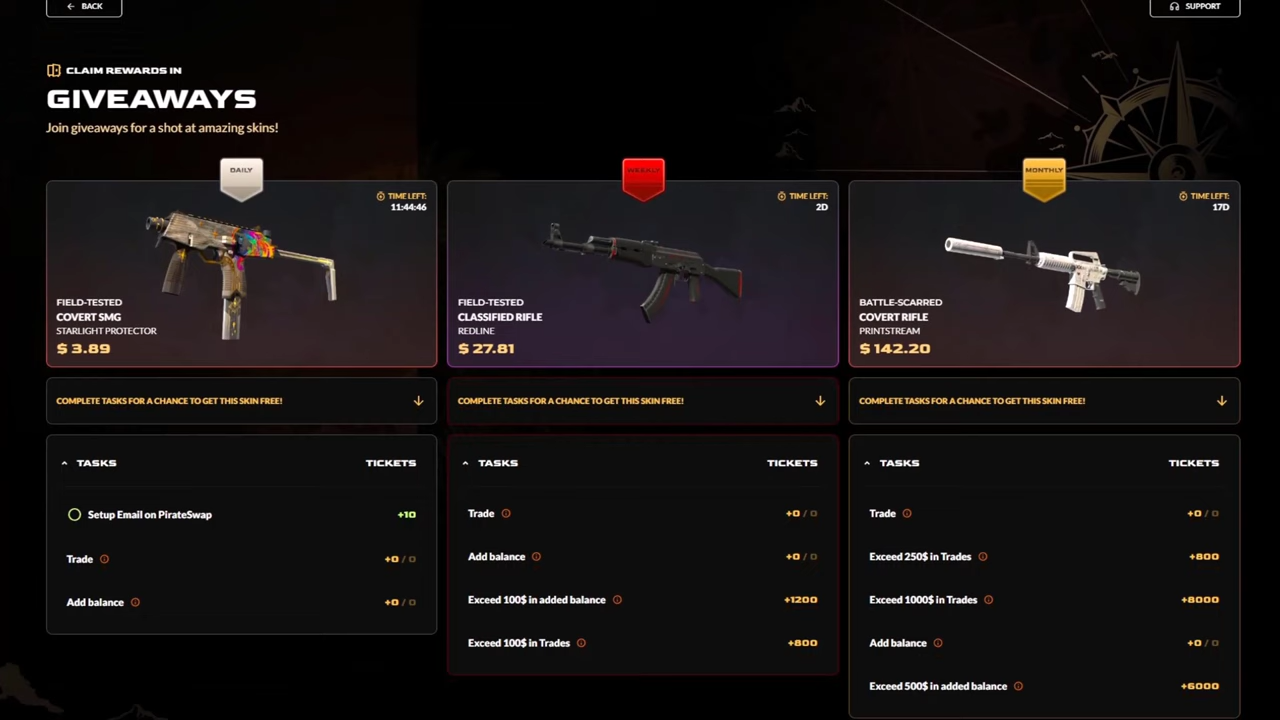 BACK
SUPPORT
CLAIM REWARDS IN
GIVEAWAYS
Join giveaways for a shot at amazing skins!
DAILY
TIME LEFT:
11:44:46
FIELD-TESTED
COVERT SMG
STARLIGHT PROTECTOR
$ 3.89
COMPLETE TASKS FOR A CHANCE TO GET THIS SKIN FREE!
TASKS
TICKETS
Setup Email on PirateSwap
+10
Trade
+0 / 0
Add balance
+0 / 0
WEEKLY
TIME LEFT:
2D
FIELD-TESTED
CLASSIFIED RIFLE
REDLINE
$ 27.81
COMPLETE TASKS FOR A CHANCE TO GET THIS SKIN FREE!
TASKS
TICKETS
Trade
+0 / 0
Add balance
+0 / 0
Exceed 100$ in added balance
+1200
Exceed 100$ in Trades
+800
MONTHLY
TIME LEFT:
17D
BATTLE-SCARRED
COVERT RIFLE
PRINTSTREAM
$ 142.20
COMPLETE TASKS FOR A CHANCE TO GET THIS SKIN FREE!
TASKS
TICKETS
Trade
+0 / 0
Exceed 250$ in Trades
+800
Exceed 1000$ in Trades
+8000
Add balance
+0 / 0
Exceed 500$ in added balance
+6000